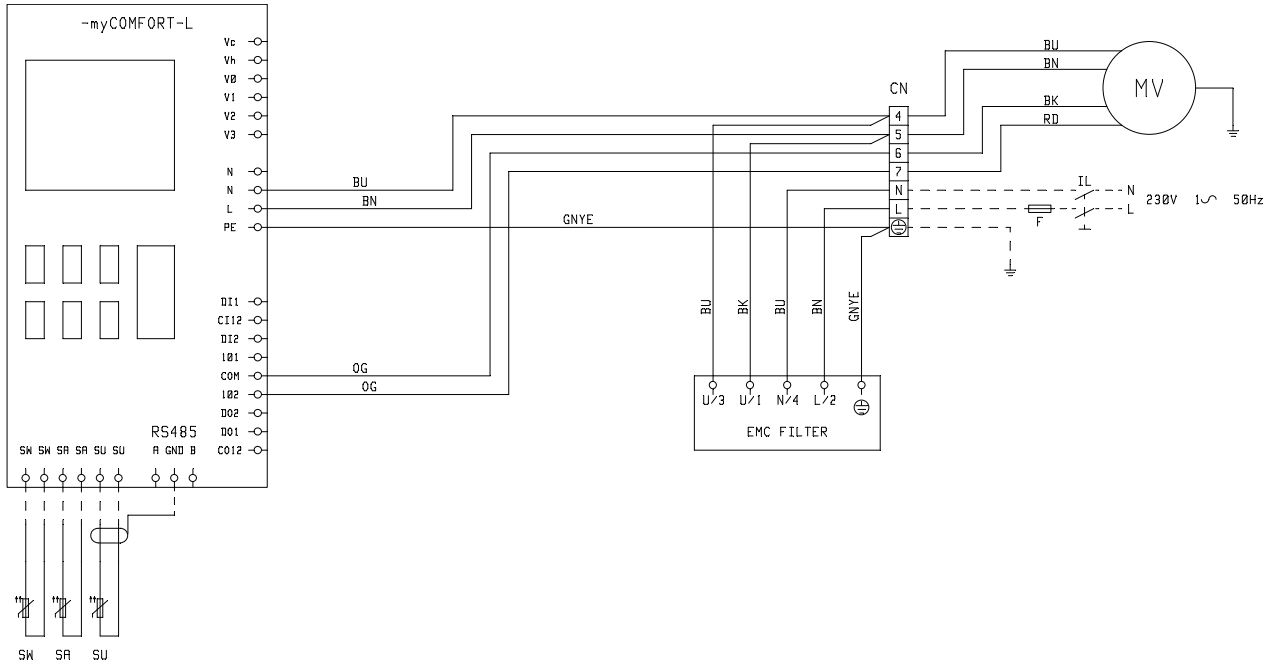 -myCOMFORT-L
Vc
Vh
V0
V1
V2
V3
N
N
L
PE
DI1
CI12
DI2
101
COM
102
DO2
DO1
CO12
RS485
SW SW SA SA SU SU A GND B
SW SA SU
BU
BN
GNYE
OG
OG
CN
4
5
6
7
N
L
BU
BN
BK
RD
MV
IL
F
N
L
230V 1 50Hz
BU
BK
BU
BN
GNYE
U/3 U/1 N/4 L/2
EMC FILTER